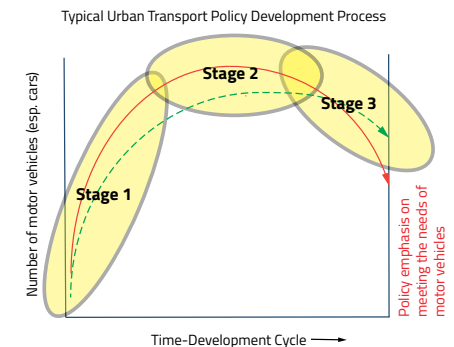 Typical Urban Transport Policy Development Process
Number of motor vehicles (esp. cars)
Stage 1
Stage 2
Stage 3
Policy emphasis on
meeting the needs of
motor vehicles
Time-Development Cycle